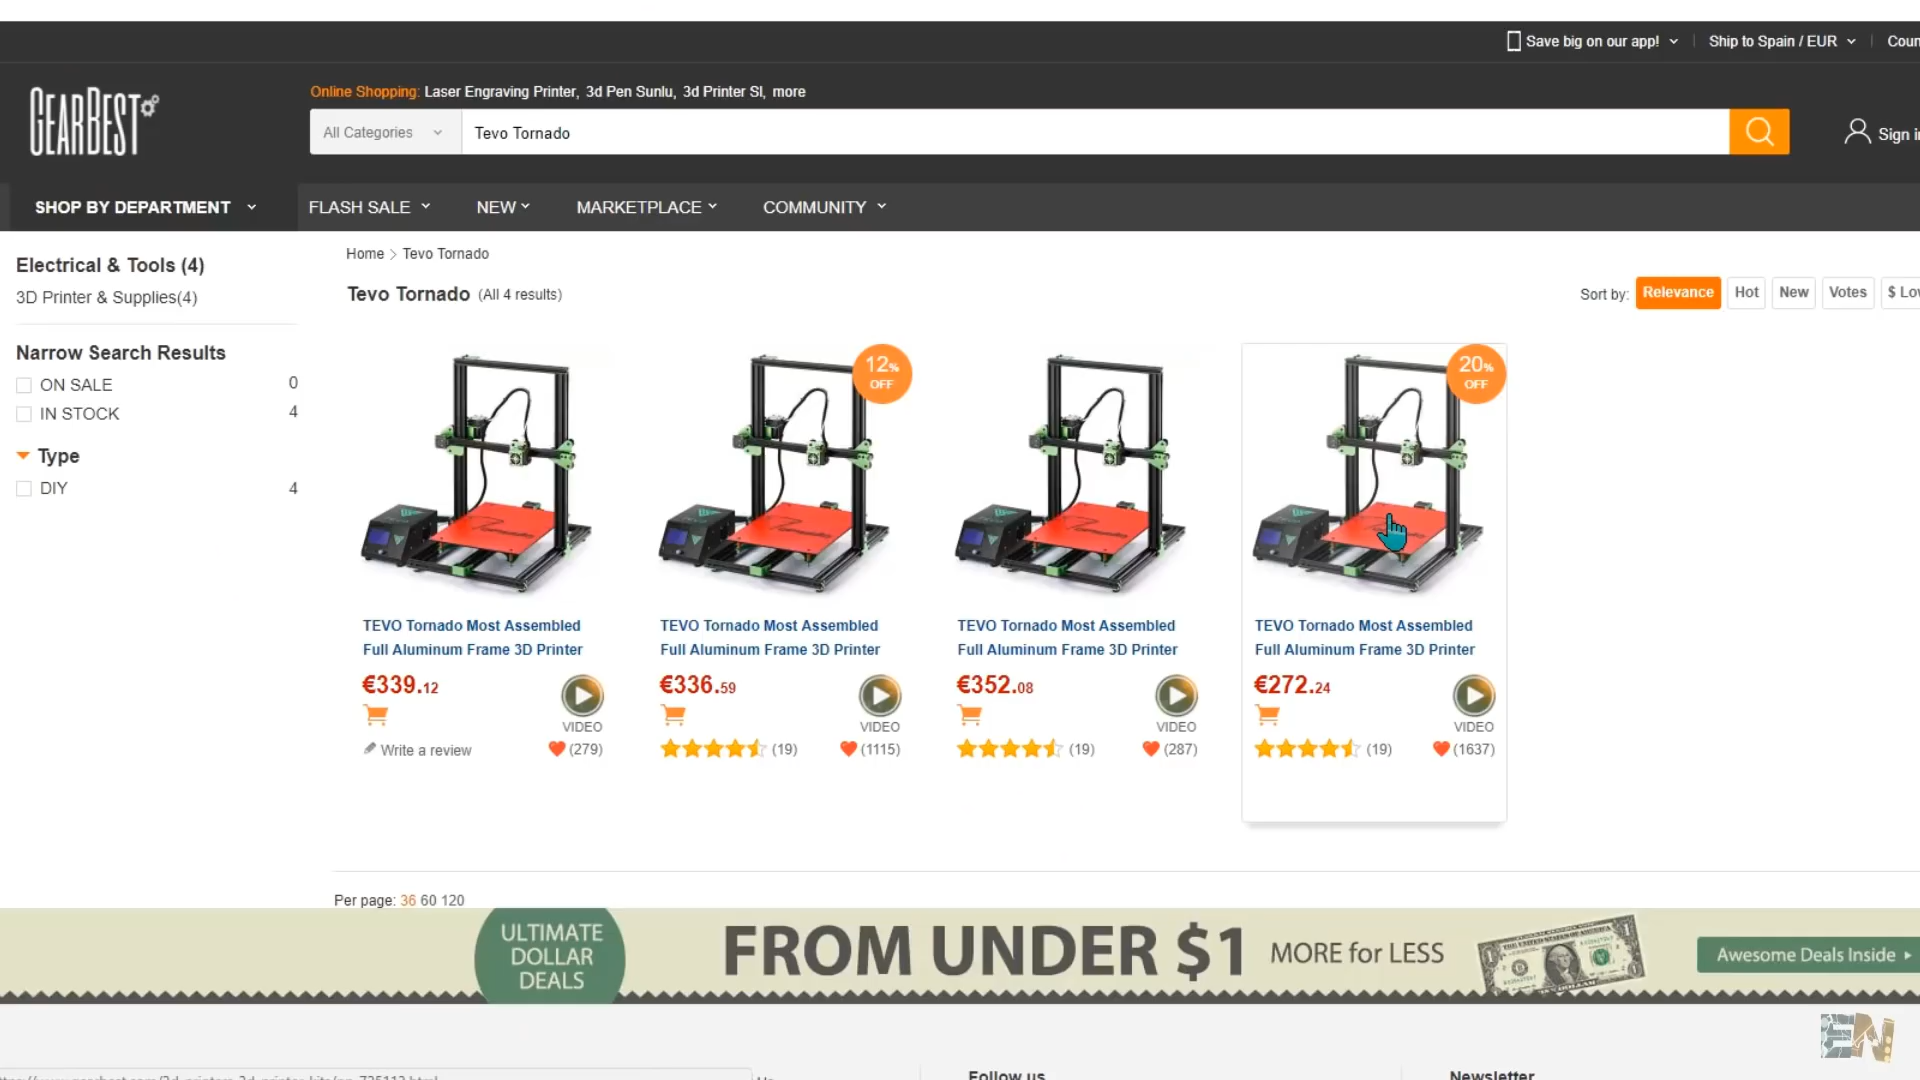 Save big on our app!
Ship to Spain / EUR
GEARBEST
Online Shopping: Laser Engraving Printer, 3d Pen Sunlu, 3d Printer Sl, more
All Categories
Tevo Tornado
Sign
SHOP BY DEPARTMENT
FLASH SALE
NEW
MARKETPLACE
COMMUNITY
Electrical & Tools (4)
3D Printer & Supplies(4)
Narrow Search Results
ON SALE 0
IN STOCK 4
Type
DIY 4
Home > Tevo Tornado
Tevo Tornado (All 4 results)
Sort by: Relevance Hot New Votes $
12% OFF
20% OFF
TEVO Tornado Most Assembled
Full Aluminum Frame 3D Printer
€339.12
VIDEO
Write a review (279)
TEVO Tornado Most Assembled
Full Aluminum Frame 3D Printer
€336.59
VIDEO
(19) (1115)
TEVO Tornado Most Assembled
Full Aluminum Frame 3D Printer
€352.08
VIDEO
(19) (287)
TEVO Tornado Most Assembled
Full Aluminum Frame 3D Printer
€272.24
VIDEO
(19) (1637)
Per page: 36 60 120
ULTIMATE
DOLLAR
DEALS
FROM UNDER $1 MORE for LESS
Awesome Deals Inside
EN
Follow us
Newsletter